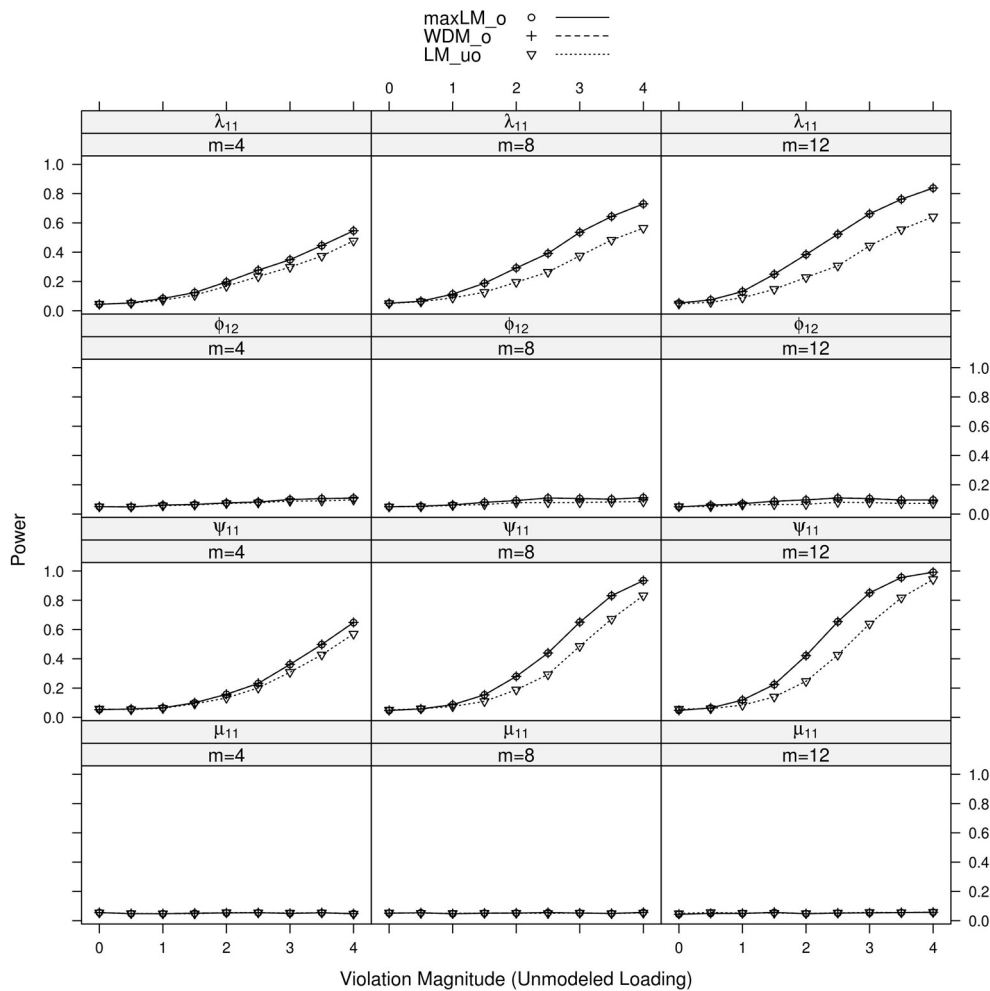 maxLM_o
WDM_o
LM_uo
0 1 2 3 4
λ11 λ11 λ11
m=4 m=8 m=12
1.0
0.8
0.6
0.4
0.2
0.0
ϕ12 ϕ12 ϕ12
m=4 m=8 m=12
1.0
0.8
0.6
0.4
0.2
0.0
ψ11 ψ11 ψ11
m=4 m=8 m=12
1.0
0.8
0.6
0.4
0.2
0.0
μ11 μ11 μ11
m=4 m=8 m=12
1.0
0.8
0.6
0.4
0.2
0.0
0 1 2 3 4 0 1 2 3 4
Power
Violation Magnitude (Unmodeled Loading)